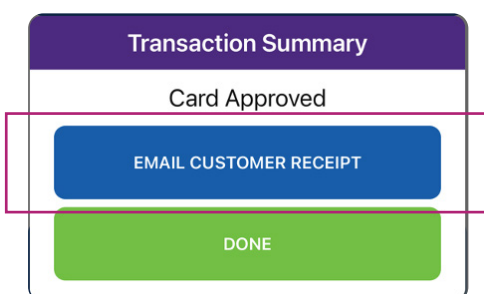 Transaction Summary
Card Approved
EMAIL CUSTOMER RECEIPT
DONE